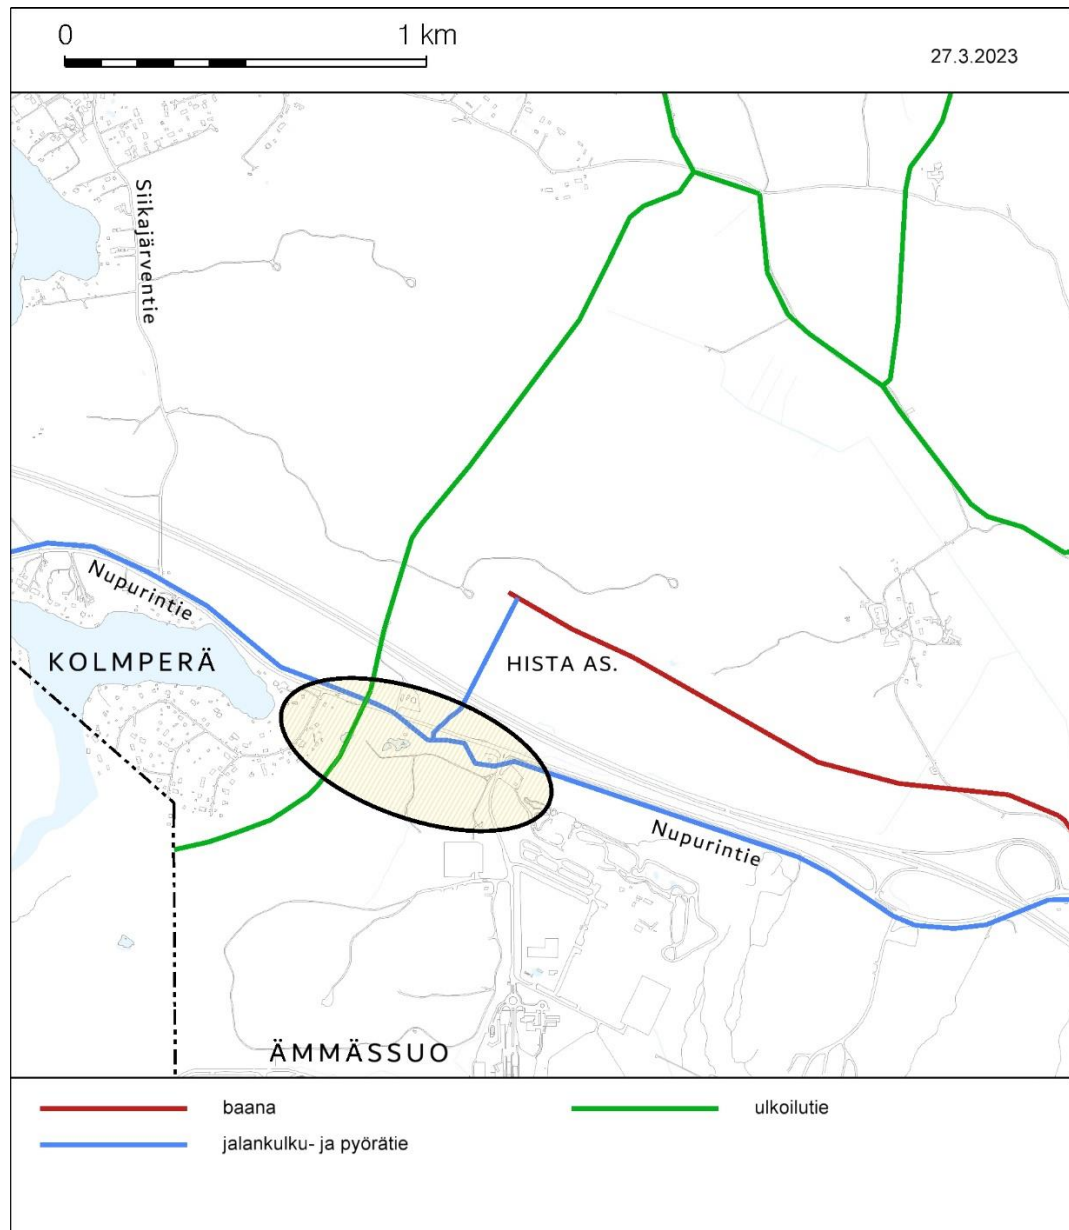 0 1 km
27.3.2023
Siikajärventie
Nupurintie
KOLMPERÄ
HISTA AS.
Nupurintie
ÄMMÄSSUO
baana
ulkoilutie
jalankulku- ja pyörätie